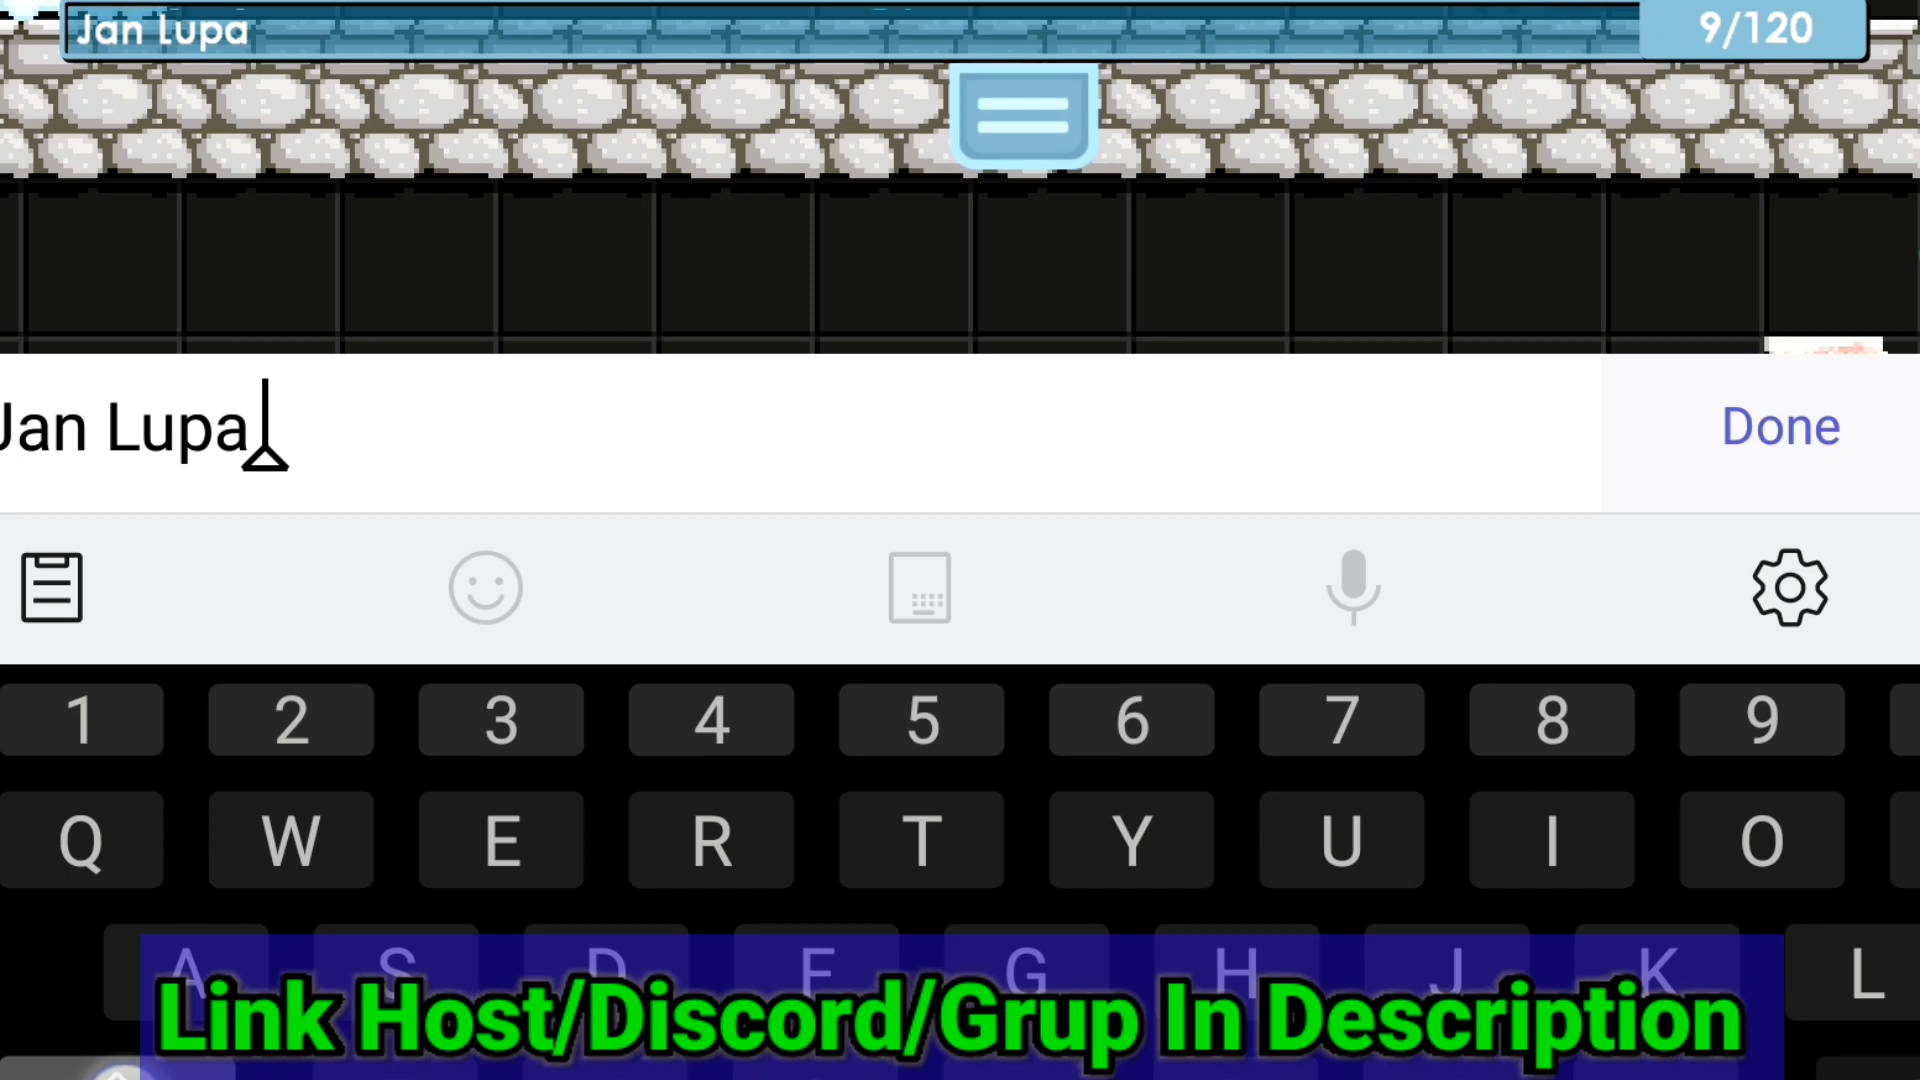 Jan Lupa
9/120
Jan Lupa
Done
1 2 3 4 5 6 7 8 9
Q W E R T Y U I O
A S D F G H J K L
Link Host/Discord/Grup In Description